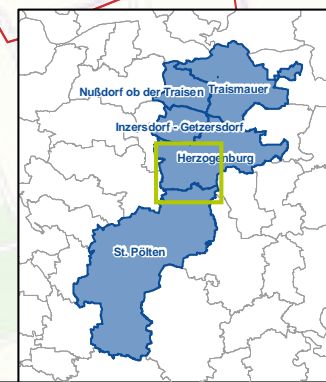 Nußdorf ob der Traisen
Traismauer
Inzersdorf - Getzersdorf
Herzogenburg
St. Pölten